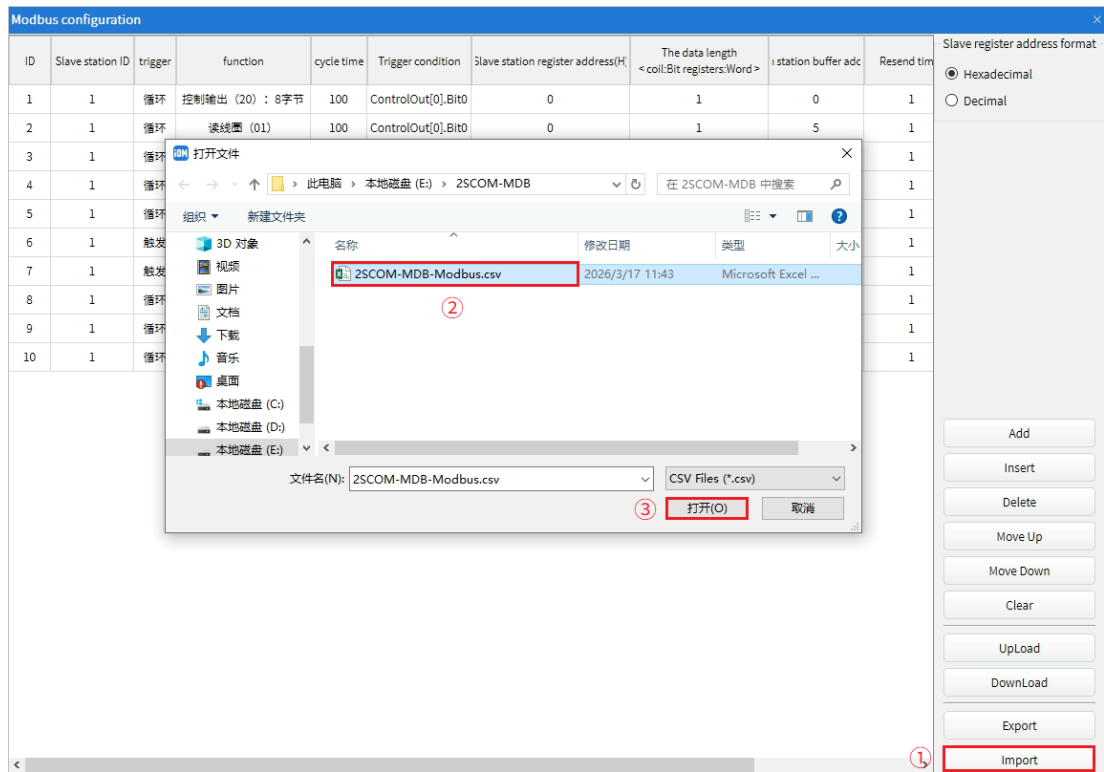 Modbus configuration
ID Slave station ID trigger function cycle time Trigger condition Slave station register address(H) The data length <coil:Bit registers:Word> station buffer add Resend tim
1 1 循环 控制输出（20）：8字节 100 ControlOut[0].Bit0 0 1 0 1
2 1 循环 读线圈（01） 100 ControlOut[0].Bit0 0 1 5 1
3 1 循环 1
4 1 循环 1
5 1 循环 1
6 1 触发 1
7 1 触发 1
8 1 循环 1
9 1 循环 1
10 1 循环 1
打开文件
此电脑 › 本地磁盘 (E:) › 2SCOM-MDB
在 2SCOM-MDB 中搜索
组织 新建文件夹
3D 对象
视频
图片
文档
下载
音乐
桌面
本地磁盘 (C:)
本地磁盘 (D:)
本地磁盘 (E:)
名称 修改日期 类型 大小
2SCOM-MDB-Modbus.csv 2026/3/17 11:43 Microsoft Excel ...
②
文件名(N): 2SCOM-MDB-Modbus.csv CSV Files (*.csv)
③ 打开(O) 取消
Slave register address format
Hexadecimal
Decimal
Add
Insert
Delete
Move Up
Move Down
Clear
UpLoad
DownLoad
Export
① Import